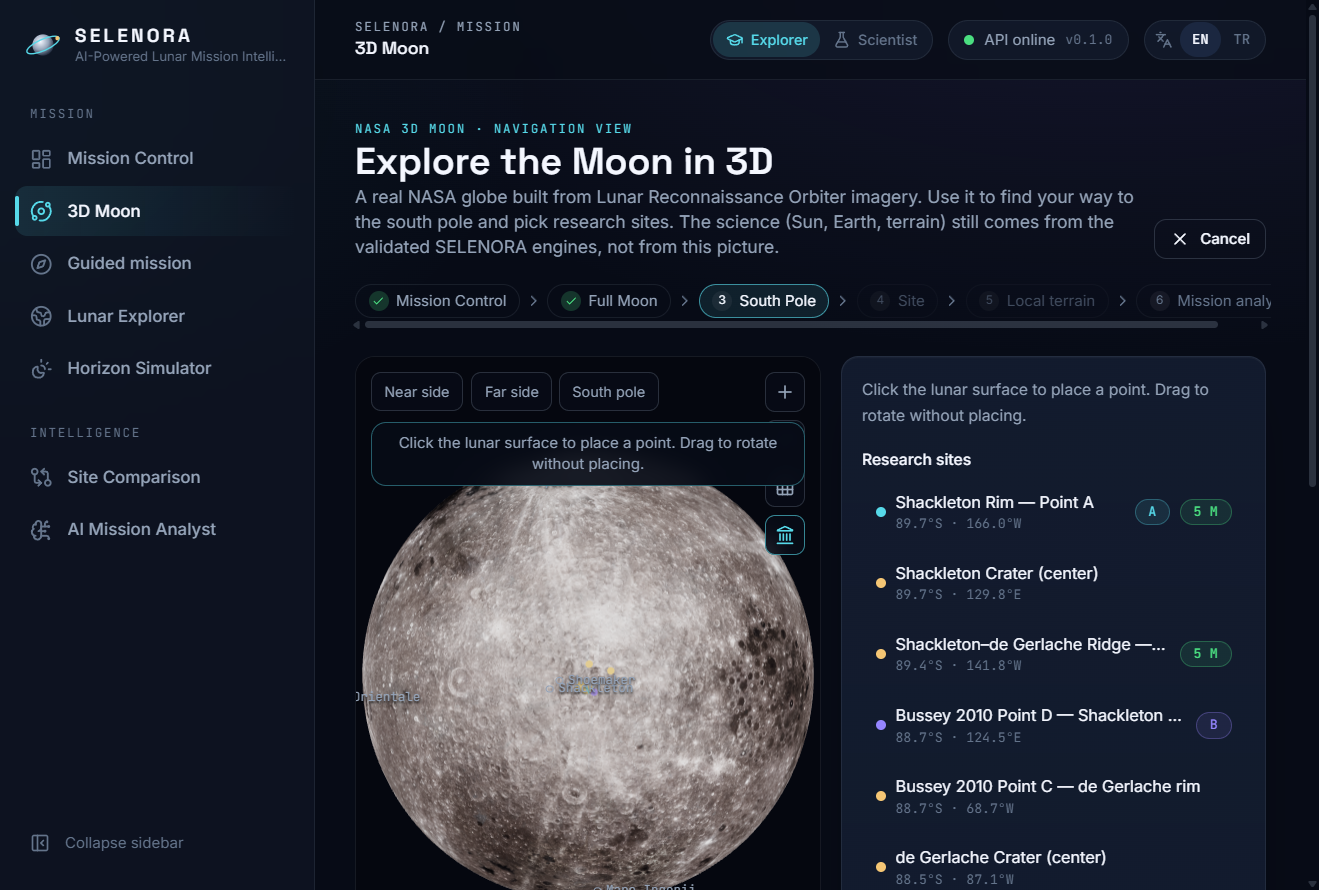 SELENORA
AI-Powered Lunar Mission Intelli...
MISSION
Mission Control
3D Moon
Guided mission
Lunar Explorer
Horizon Simulator
INTELLIGENCE
Site Comparison
AI Mission Analyst
Collapse sidebar
SELENORA / MISSION
3D Moon
Explorer
Scientist
API online v0.1.0
EN
TR
NASA 3D MOON · NAVIGATION VIEW
Explore the Moon in 3D
A real NASA globe built from Lunar Reconnaissance Orbiter imagery. Use it to find your way to
the south pole and pick research sites. The science (Sun, Earth, terrain) still comes from the
validated SELENORA engines, not from this picture.
Cancel
Mission Control
Full Moon
3 South Pole
4 Site
5 Local terrain
6 Mission analy
Near side
Far side
South pole
Click the lunar surface to place a point. Drag to rotate
without placing.
Orientale
Shoemaker
Shackleton
Mare Ingenii
Click the lunar surface to place a point. Drag to
rotate without placing.
Research sites
Shackleton Rim — Point A
A
5 M
89.7°S · 166.0°W
Shackleton Crater (center)
89.7°S · 129.8°E
Shackleton–de Gerlache Ridge —...
5 M
89.4°S · 141.8°W
Bussey 2010 Point D — Shackleton ...
B
88.7°S · 124.5°E
Bussey 2010 Point C — de Gerlache rim
88.7°S · 68.7°W
de Gerlache Crater (center)
88.5°S · 87.1°W